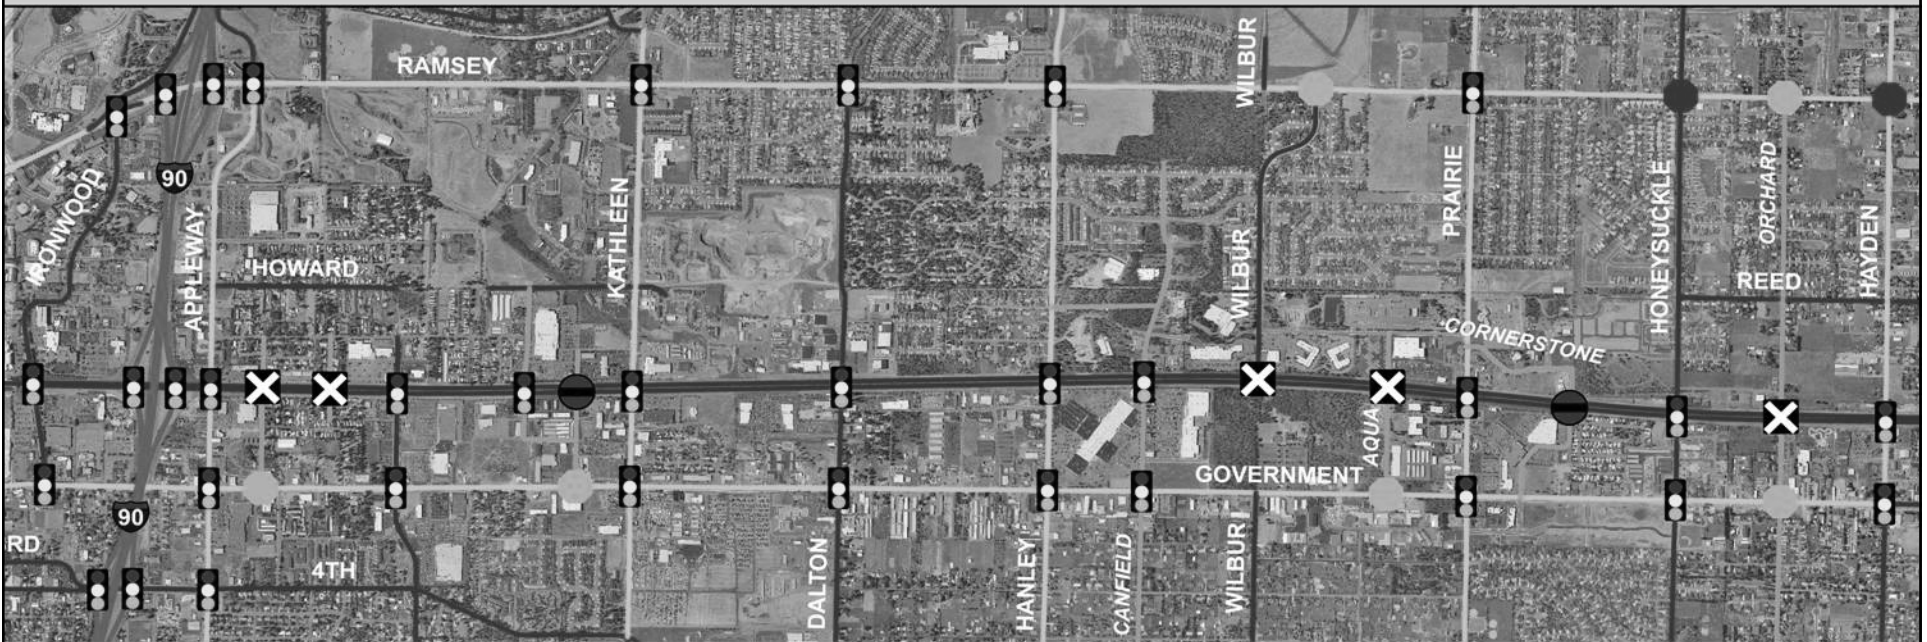 WILBUR
RAMSEY
IRONWOOD
90
APPLEWAY
HOWARD
KATHLEEN
WILBUR
PRAIRIE
HONEYSUCKLE
ORCHARD
REED
HAYDEN
CORNERSTONE
AQUA
GOVERNMENT
90
RD
4TH
DALTON
HANLEY
CANFIELD
WILBUR